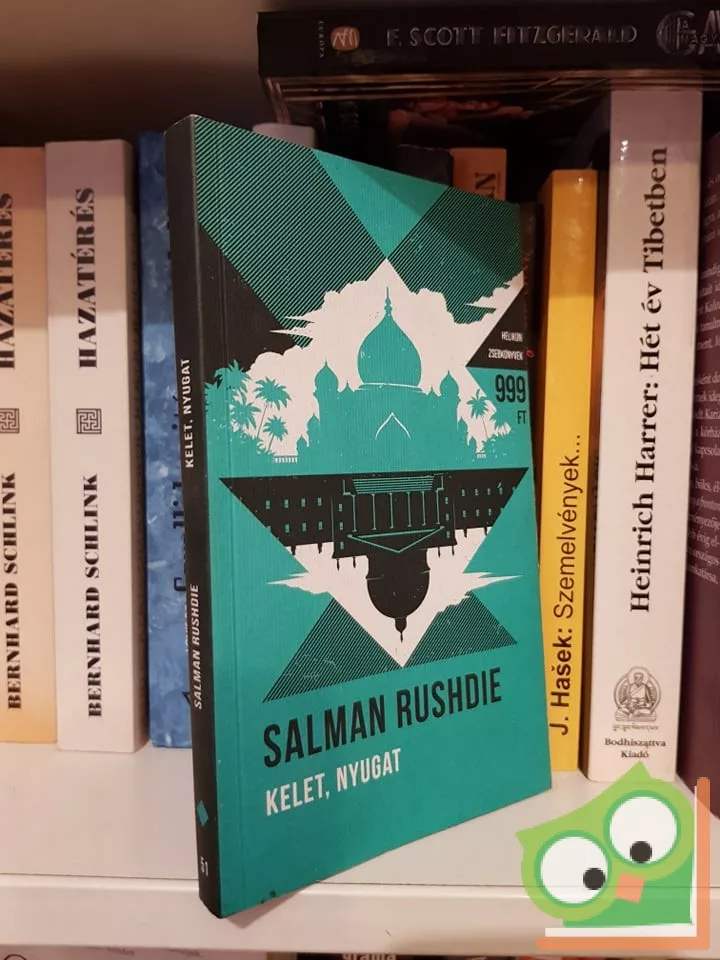 F. SCOTT FITZGERALD
HAZATÉRÉS
BERNHARD SCHLINK
HAZATÉRÉS
BERNHARD SCHLINK
KELET, NYUGAT
SALMAN RUSHDIE
51
HELIKON
ZSEBKÖNYVEK
999
FT
SALMAN RUSHDIE
KELET, NYUGAT
J. Hašek: Szemelvények...
Heinrich Harrer: Hét év Tibetben
Bodhiszattva
Kiadó